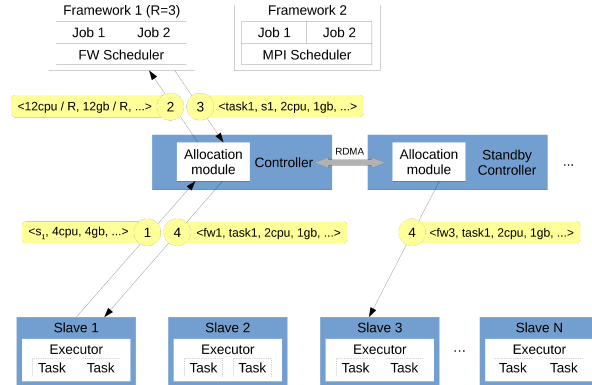 Framework 1 (R=3)
Job 1 Job 2
FW Scheduler
Framework 2
Job 1 Job 2
MPI Scheduler
<12cpu / R, 12gb / R, ...> 2
3 <task1, s1, 2cpu, 1gb, ...>
Allocation
module
Controller
RDMA
Allocation
module
Standby
Controller
...
<s1, 4cpu, 4gb, ...> 1
4 <fw1, task1, 2cpu, 1gb, ...>
4 <fw3, task1, 2cpu, 1gb, ...>
Slave 1
Executor
Task Task
Slave 2
Executor
Task Task
Slave 3
Executor
Task Task
...
Slave N
Executor
Task Task